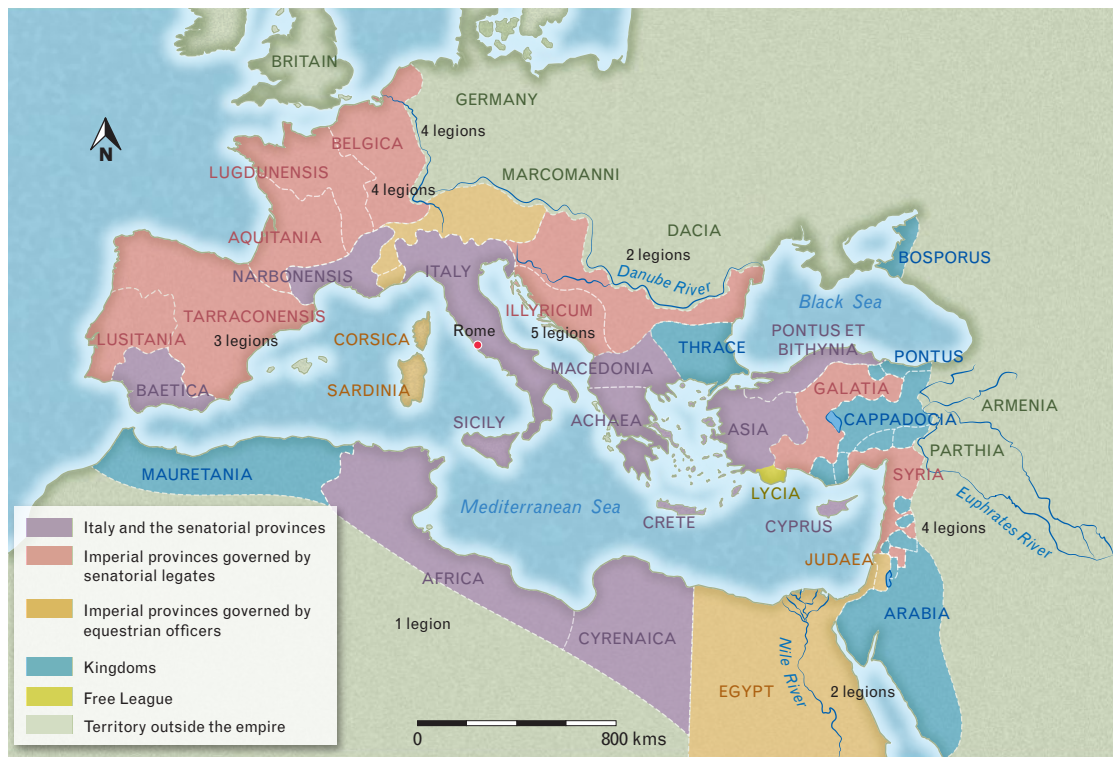 BRITAIN
GERMANY
4 legions
BELGICA
LUGDUNENSIS
MARCOMANNI
4 legions
AQUITANIA
DACIA
2 legions
BOSPORUS
NARBONENSIS
ITALY
Danube River
Black Sea
TARRACONENSIS
ILLYRICUM
LUSITANIA
3 legions
CORSICA
Rome
5 legions
THRACE
PONTUS ET
BITHYNIA
PONTUS
MACEDONIA
BAETICA
SARDINIA
GALATIA
ARMENIA
SICILY
ACHAEA
ASIA
CAPPADOCIA
PARTHIA
MAURETANIA
SYRIA
LYCIA
Mediterranean Sea
CRETE
CYPRUS
4 legions
Euphrates River
JUDAEA
AFRICA
ARABIA
1 legion
CYRENAICA
EGYPT
Nile River
2 legions
N
Italy and the senatorial provinces
Imperial provinces governed by
senatorial legates
Imperial provinces governed by
equestrian officers
Kingdoms
Free League
Territory outside the empire
0
800 kms